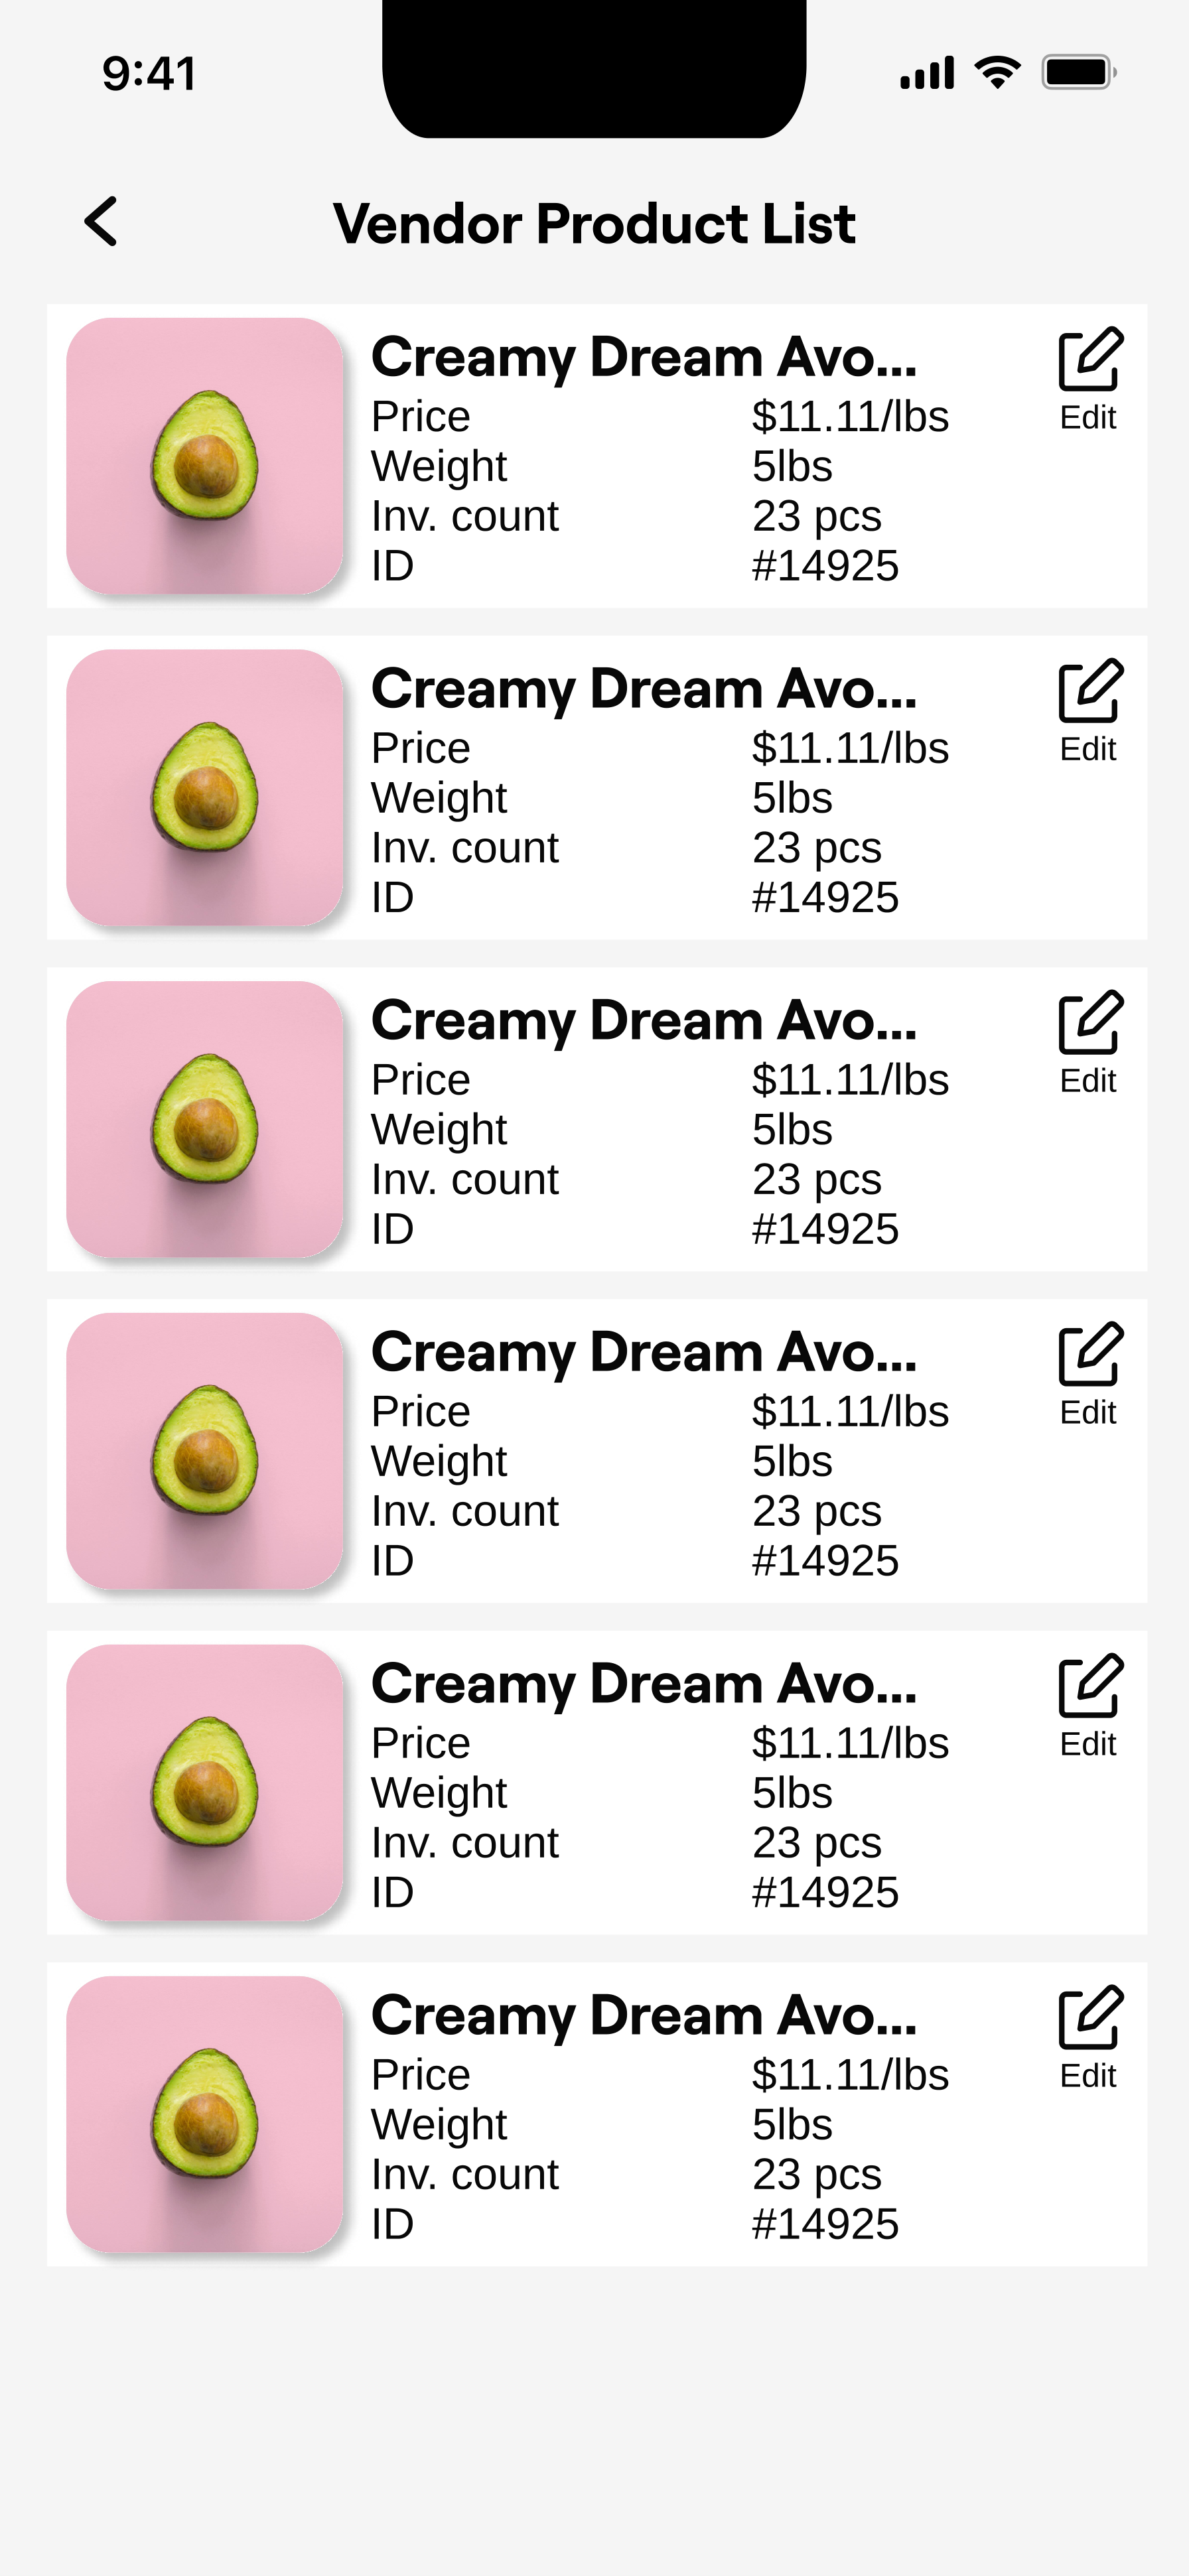 9:41
Vendor Product List
Creamy Dream Avo...
Price $11.11/lbs
Edit
Weight 5lbs
Inv. count 23 pcs
ID #14925
Creamy Dream Avo...
Price $11.11/lbs
Edit
Weight 5lbs
Inv. count 23 pcs
ID #14925
Creamy Dream Avo...
Price $11.11/lbs
Edit
Weight 5lbs
Inv. count 23 pcs
ID #14925
Creamy Dream Avo...
Price $11.11/lbs
Edit
Weight 5lbs
Inv. count 23 pcs
ID #14925
Creamy Dream Avo...
Price $11.11/lbs
Edit
Weight 5lbs
Inv. count 23 pcs
ID #14925
Creamy Dream Avo...
Price $11.11/lbs
Edit
Weight 5lbs
Inv. count 23 pcs
ID #14925